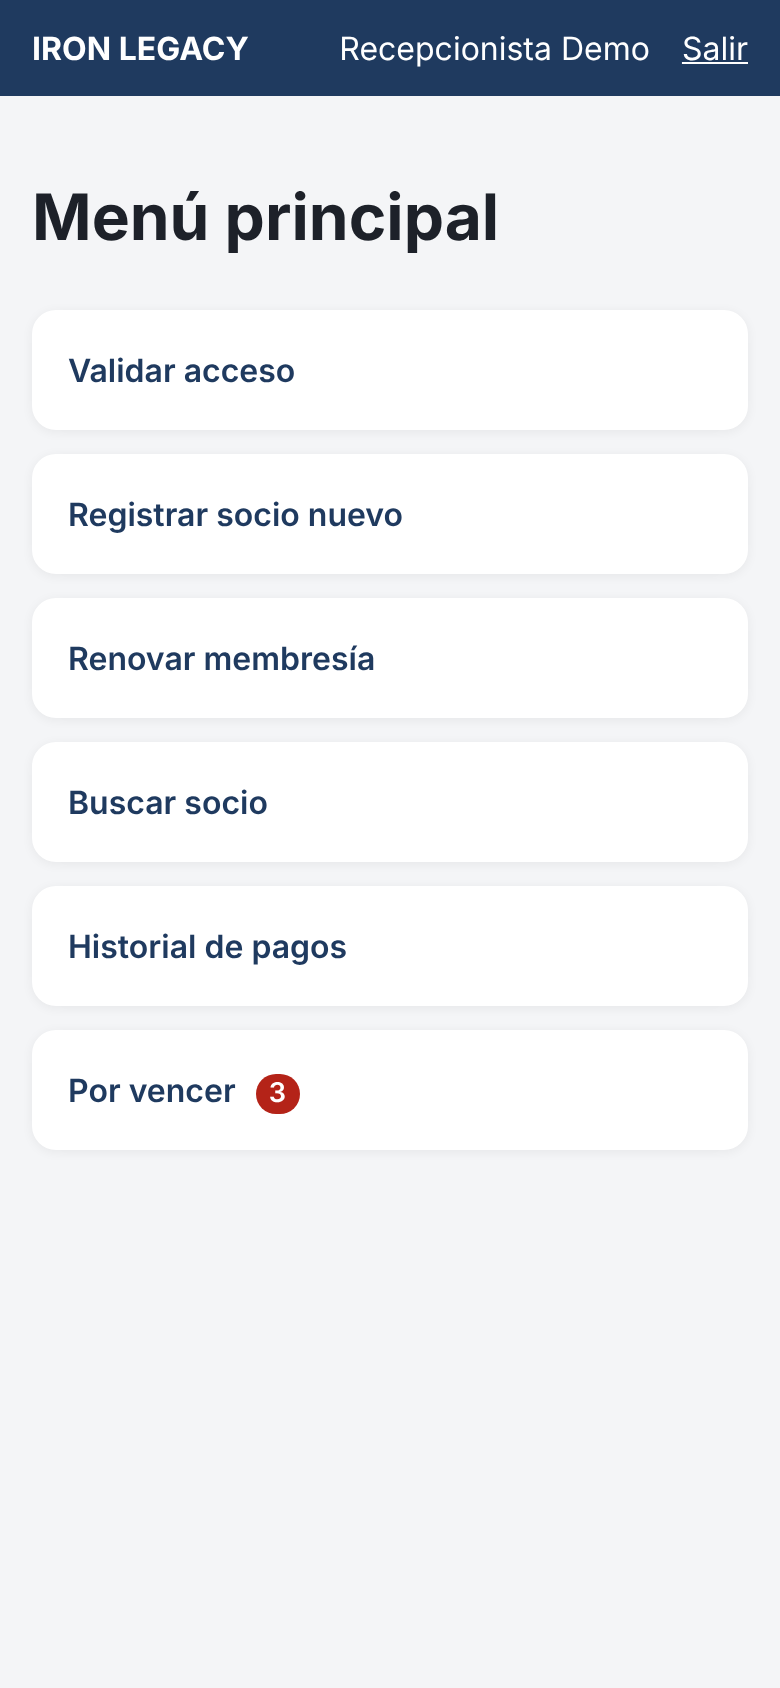 IRON LEGACY Recepcionista Demo Salir
Menú principal
Validar acceso
Registrar socio nuevo
Renovar membresía
Buscar socio
Historial de pagos
Por vencer 3